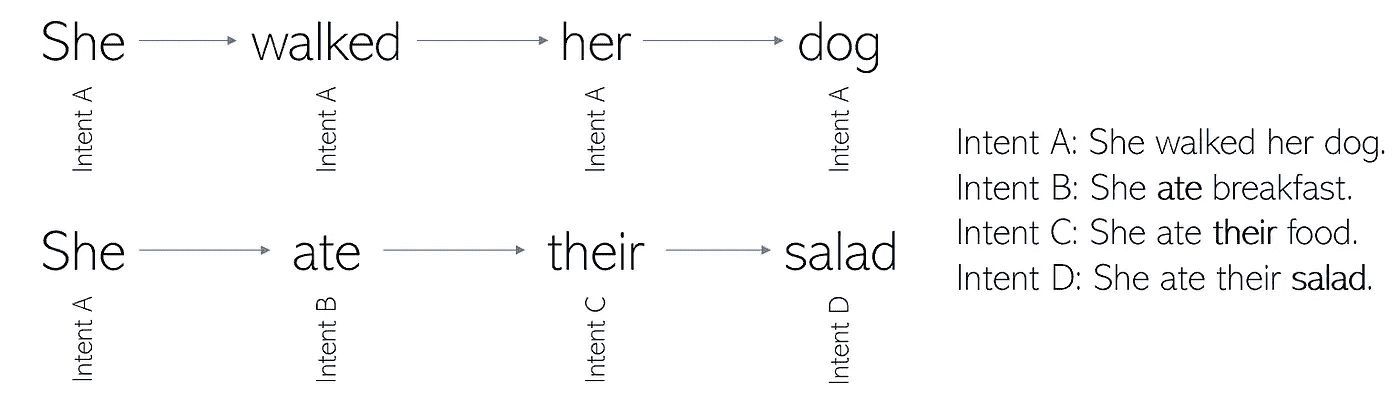 She walked her dog
Intent A Intent A Intent A Intent A
She ate their salad
Intent A Intent B Intent C Intent D
Intent A: She walked her dog.
Intent B: She ate breakfast.
Intent C: She ate their food.
Intent D: She ate their salad.